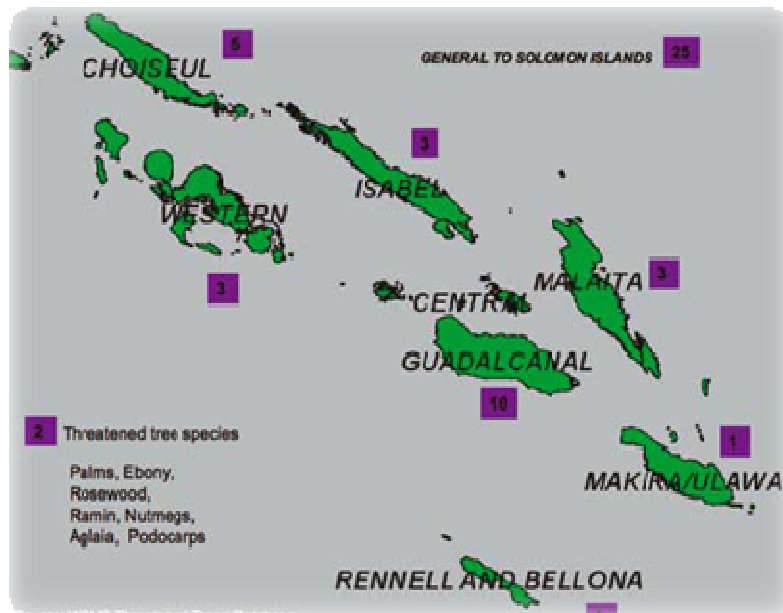 5
CHOISEUL
GENERAL TO SOLOMON ISLANDS 25
3
ISABEL
WESTERN
3
MALAITA 3
CENTRAL
GUADALCANAL
10
2 Threatened tree species
1
Palms, Ebony,
Rosewood,
Ramin, Nutmegs,
Aglaia, Podocarps
MAKIRA/ULAWA
RENNELL AND BELLONA